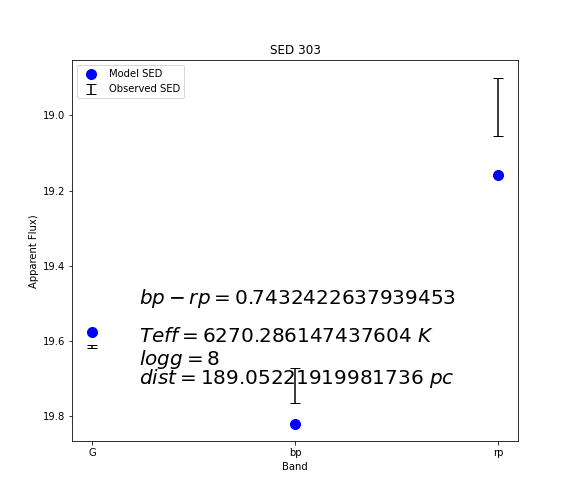 SED 303
Model SED
Observed SED
19.0
19.2
19.4
19.6
19.8
Apparent Flux)
bp − rp = 0.7432422637939453
Teff = 6270.286147437604 K
logg = 8
dist = 189.05221919981736 pc
G
bp
rp
Band